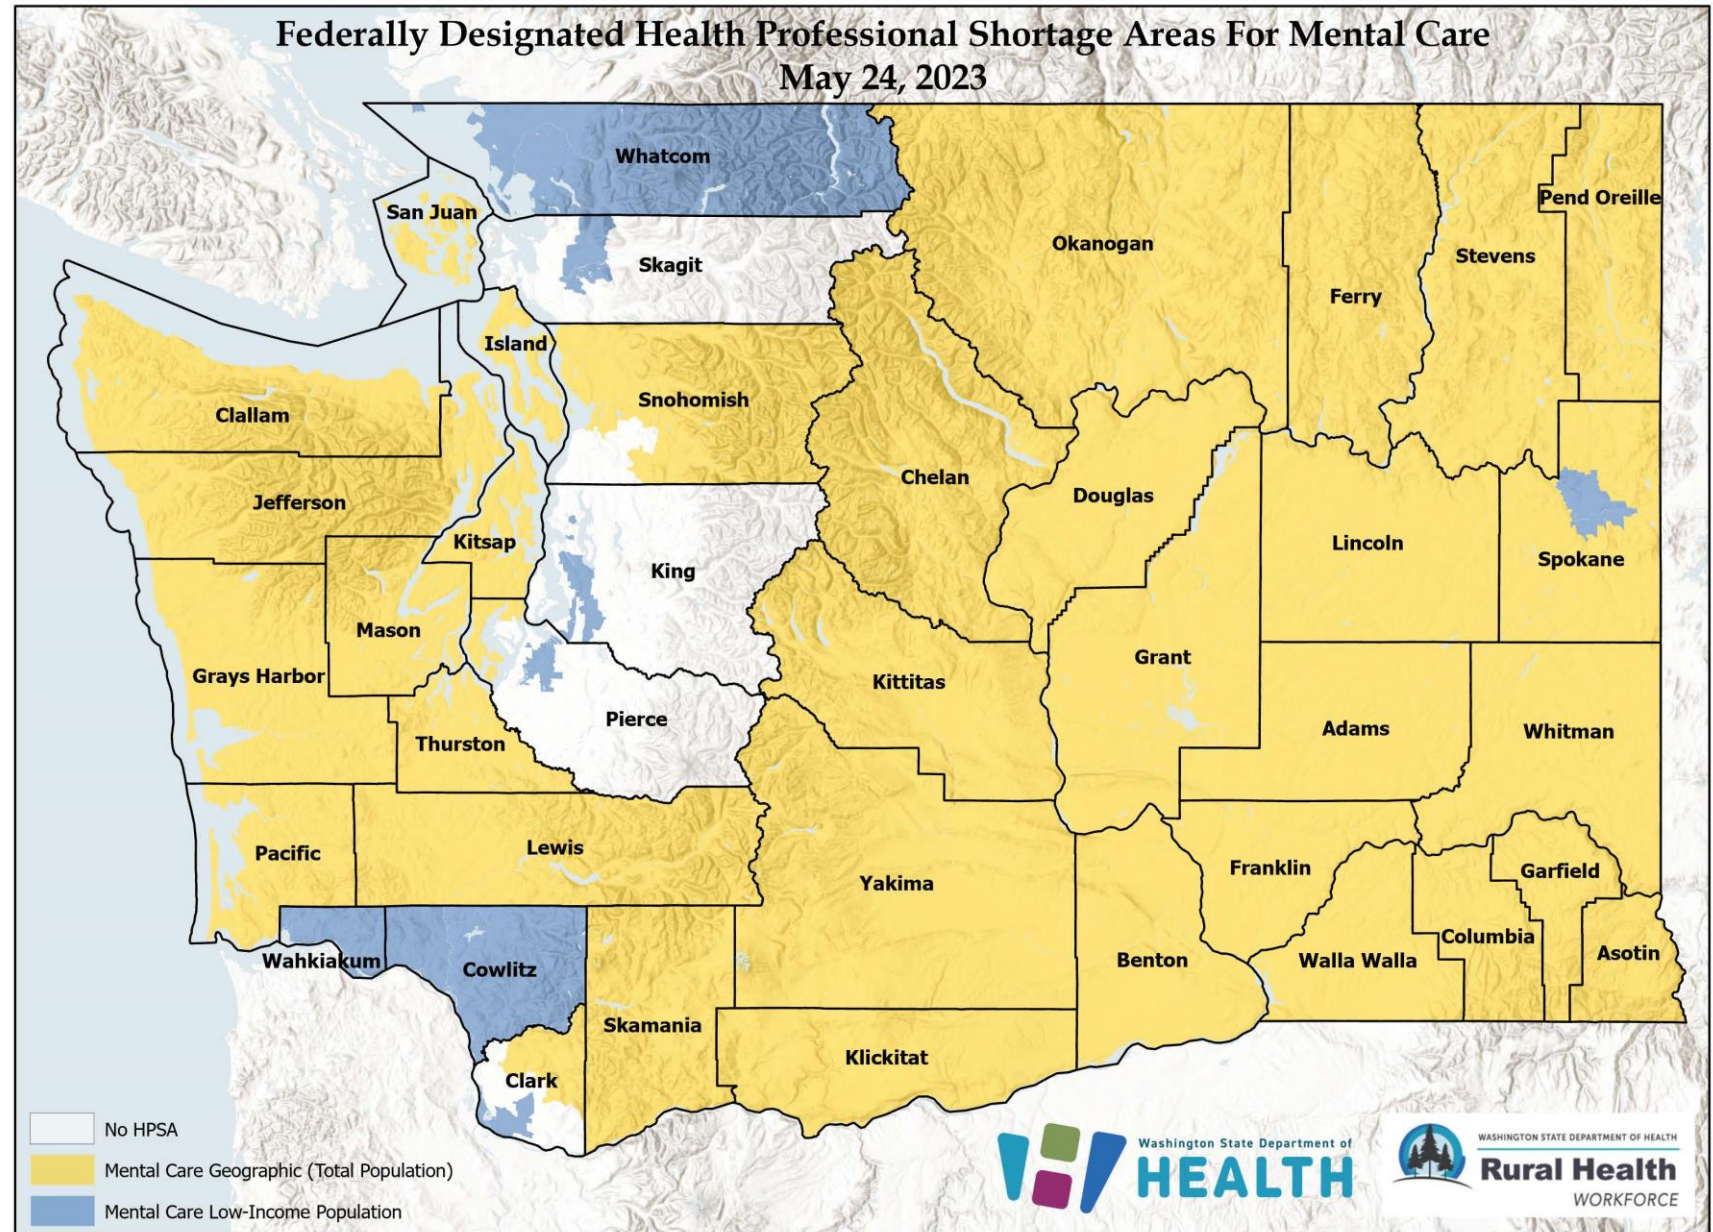 Federally Designated Health Professional Shortage Areas For Mental Care
May 24, 2023
Whatcom
San Juan
Skagit
Okanogan
Ferry
Stevens
Pend Oreille
Island
Snohomish
Clallam
Chelan
Douglas
Jefferson
Kitsap
King
Lincoln
Spokane
Mason
Grays Harbor
Kittitas
Grant
Pierce
Thurston
Adams
Whitman
Pacific
Lewis
Yakima
Franklin
Garfield
Wahkiakum
Cowlitz
Benton
Walla Walla
Columbia
Asotin
Skamania
Klickitat
Clark
No HPSA
Mental Care Geographic (Total Population)
Mental Care Low-Income Population
Washington State Department of
HEALTH
WASHINGTON STATE DEPARTMENT OF HEALTH
Rural Health
WORKFORCE